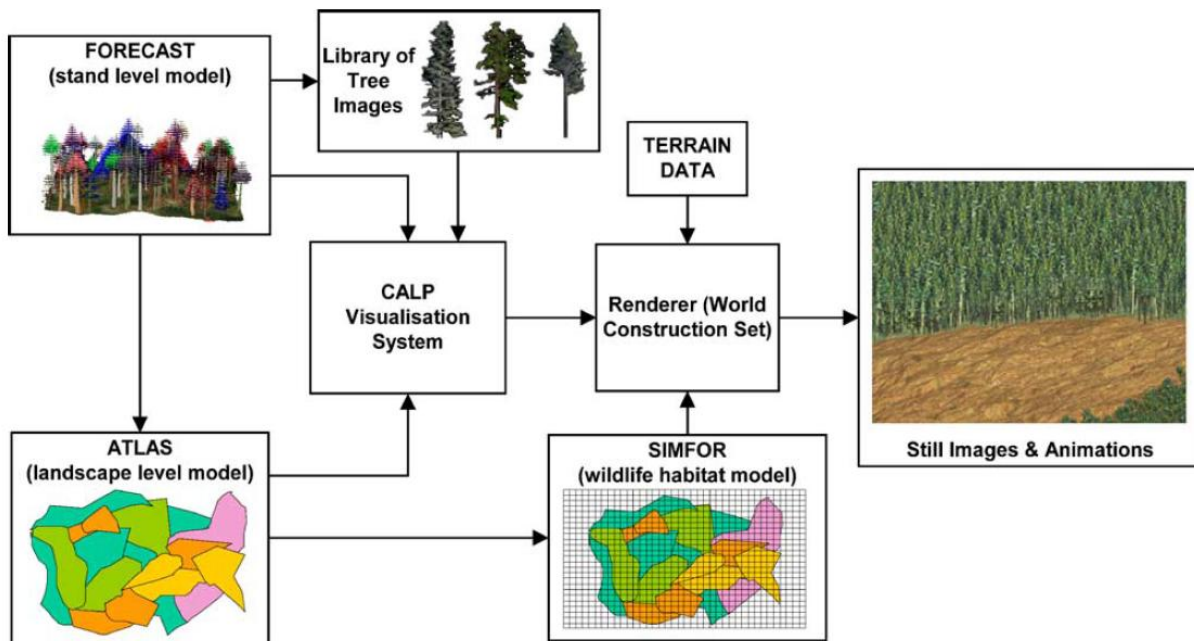 FORECAST
(stand level model)
Library of
Tree
Images
TERRAIN
DATA
CALP
Visualisation
System
Renderer (World
Construction Set)
Still Images & Animations
ATLAS
(landscape level model)
SIMFOR
(wildlife habitat model)